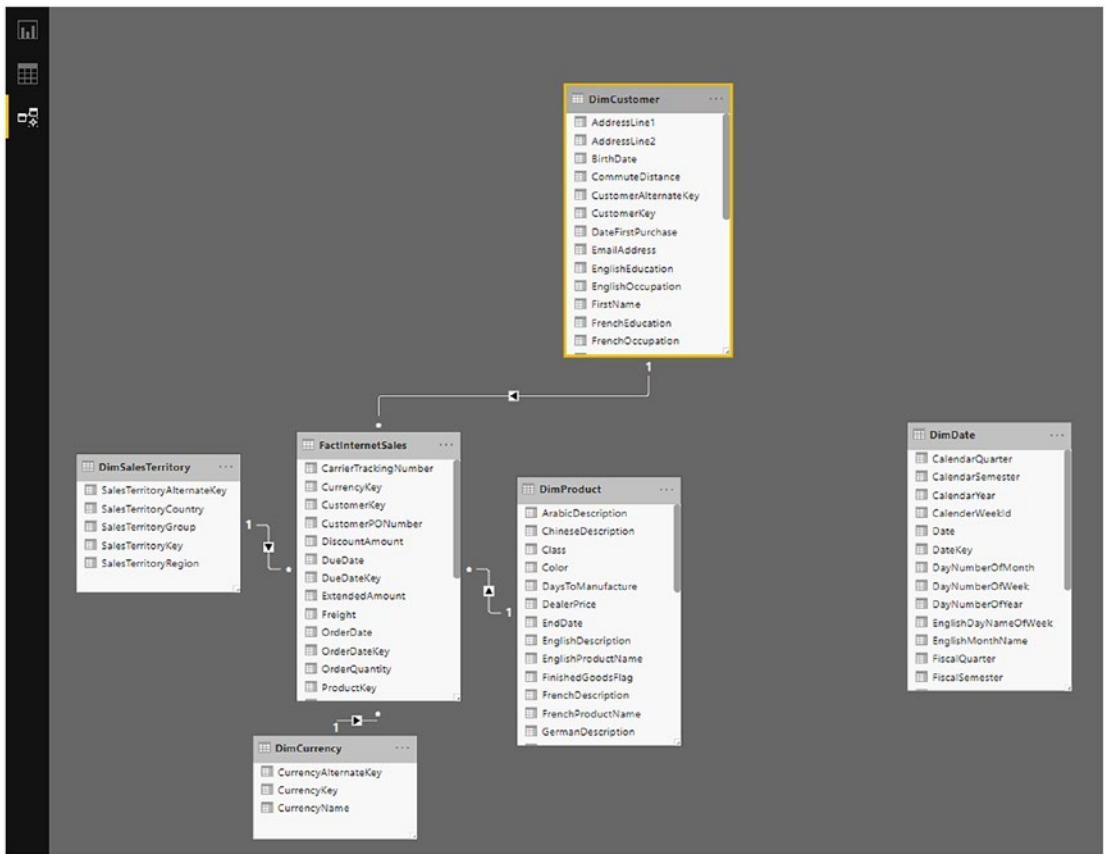 DimCustomer
AddressLine1
AddressLine2
BirthDate
CommuteDistance
CustomerAlternateKey
CustomerKey
DateFirstPurchase
EmailAddress
EnglishEducation
EnglishOccupation
FirstName
FrenchEducation
FrenchOccupation
1
*
FactInternetSales
CarrierTrackingNumber
CurrencyKey
CustomerKey
CustomerPONumber
DiscountAmount
DueDate
DueDateKey
ExtendedAmount
Freight
OrderDate
OrderDateKey
OrderQuantity
ProductKey
DimSalesTerritory
SalesTerritoryAlternateKey
SalesTerritoryCountry
SalesTerritoryGroup
SalesTerritoryKey
SalesTerritoryRegion
1
*
DimProduct
ArabicDescription
ChineseDescription
Class
Color
DaysToManufacture
DealerPrice
EndDate
EnglishDescription
EnglishProductName
FinishedGoodsFlag
FrenchDescription
FrenchProductName
GermanDescription
*
1
DimDate
CalendarQuarter
CalendarSemester
CalendarYear
CalenderWeekId
Date
DateKey
DayNumberOfMonth
DayNumberOfWeek
DayNumberOfYear
EnglishDayNameOfWeek
EnglishMonthName
FiscalQuarter
FiscalSemester
1
*
DimCurrency
CurrencyAlternateKey
CurrencyKey
CurrencyName